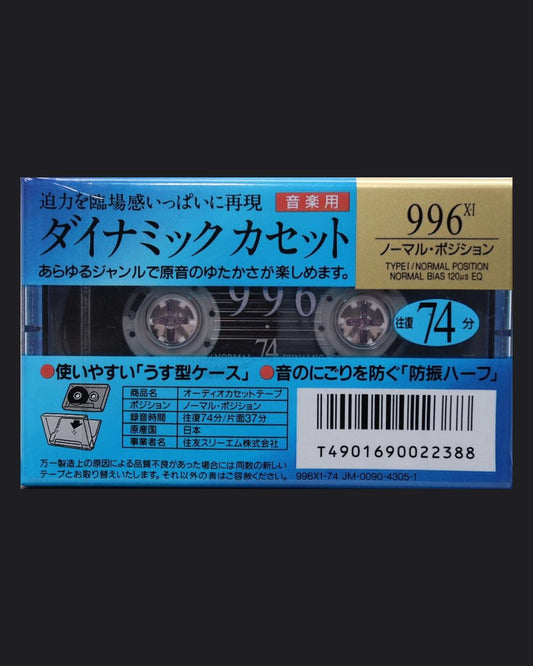 迫力を臨場感いっぱいに再現 音楽用
ダイナミック カセット
あらゆるジャンルで原音のゆたかさが楽しめます。
996 X-I
ノーマル・ポジション
TYPE I / NORMAL POSITION
NORMAL BIAS 120μs EQ
996
74
往復 74 分
●使いやすい「うす型ケース」 ●音のにごりを防ぐ「防振ハーフ」
商品名 オーディオカセットテープ
ポジション ノーマル・ポジション
録音時間 往復74分/片面37分
原産国 日本
事業者名 住友スリーエム株式会社
T4901690022388
万一製造上の原因による品質不良があった場合には同数の新しい
テープとお取り替えいたします。それ以外の責はご容赦ください。
996X1-74 JM-0090-4305-1